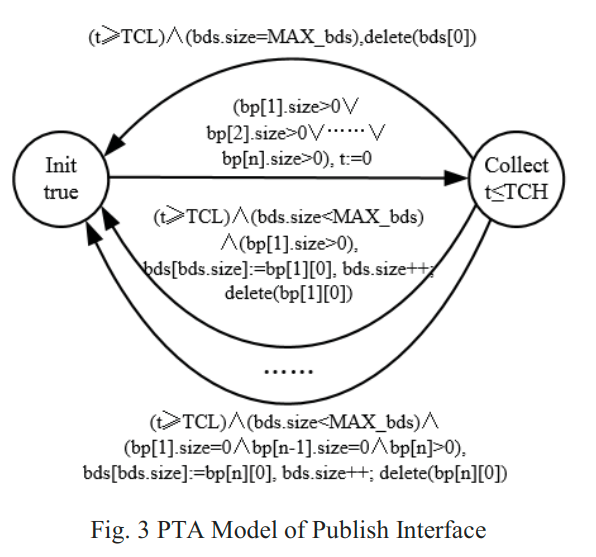 (t⩾TCL)∧(bds.size=MAX_bds),delete(bds[0])
(bp[1].size>0∨
bp[2].size>0∨⋯⋯∨
bp[n].size>0), t:=0
Init
true
Collect
t≤TCH
(t⩾TCL)∧(bds.size<MAX_bds)
∧(bp[1].size>0),
bds[bds.size]:=bp[1][0], bds.size++;
delete(bp[1][0])
⋯⋯
(t⩾TCL)∧(bds.size<MAX_bds)∧
(bp[1].size=0∧bp[n-1].size=0∧bp[n]>0),
bds[bds.size]:=bp[n][0], bds.size++; delete(bp[n][0])
Fig. 3 PTA Model of Publish Interface